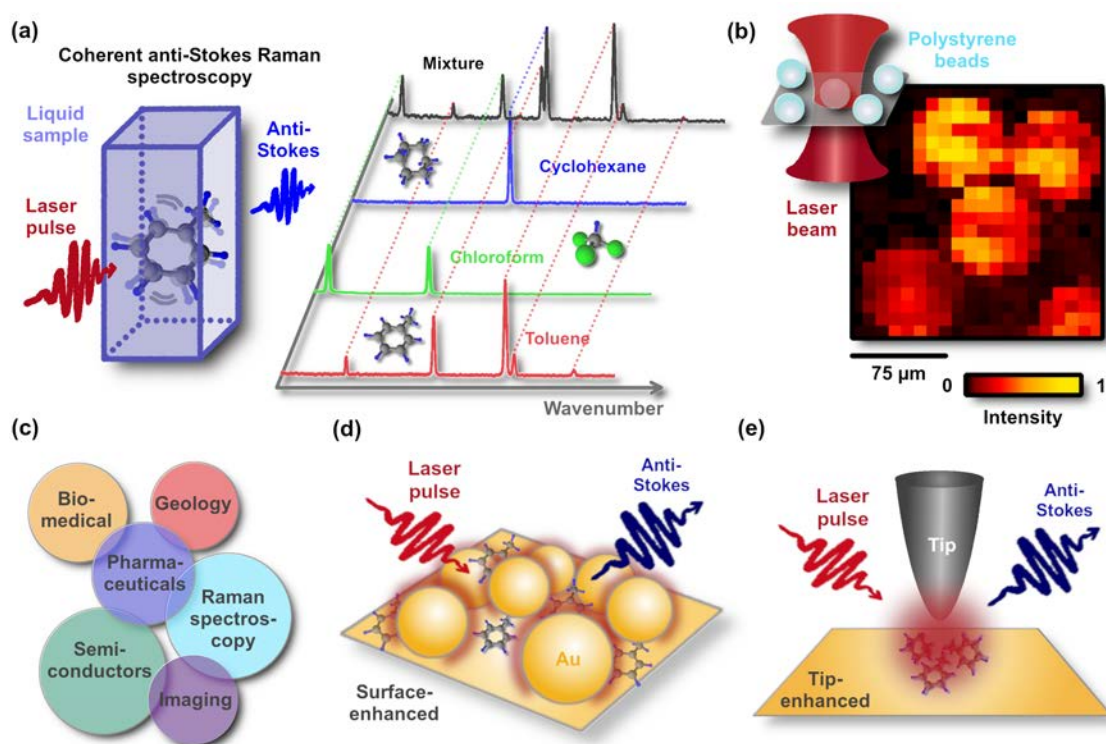 (a)
Coherent anti-Stokes Raman
spectroscopy
Liquid
sample
Anti-
Stokes
Laser
pulse
Mixture
Cyclohexane
Chloroform
Toluene
Wavenumber
(b)
Polystyrene
beads
Laser
beam
75 µm
0
1
Intensity
(c)
Bio-
medical
Geology
Pharma-
ceuticals
Raman
spectros-
copy
Semi-
conductors
Imaging
(d)
Laser
pulse
Anti-
Stokes
Au
Surface-
enhanced
(e)
Laser
pulse
Tip
Anti-
Stokes
Tip-
enhanced